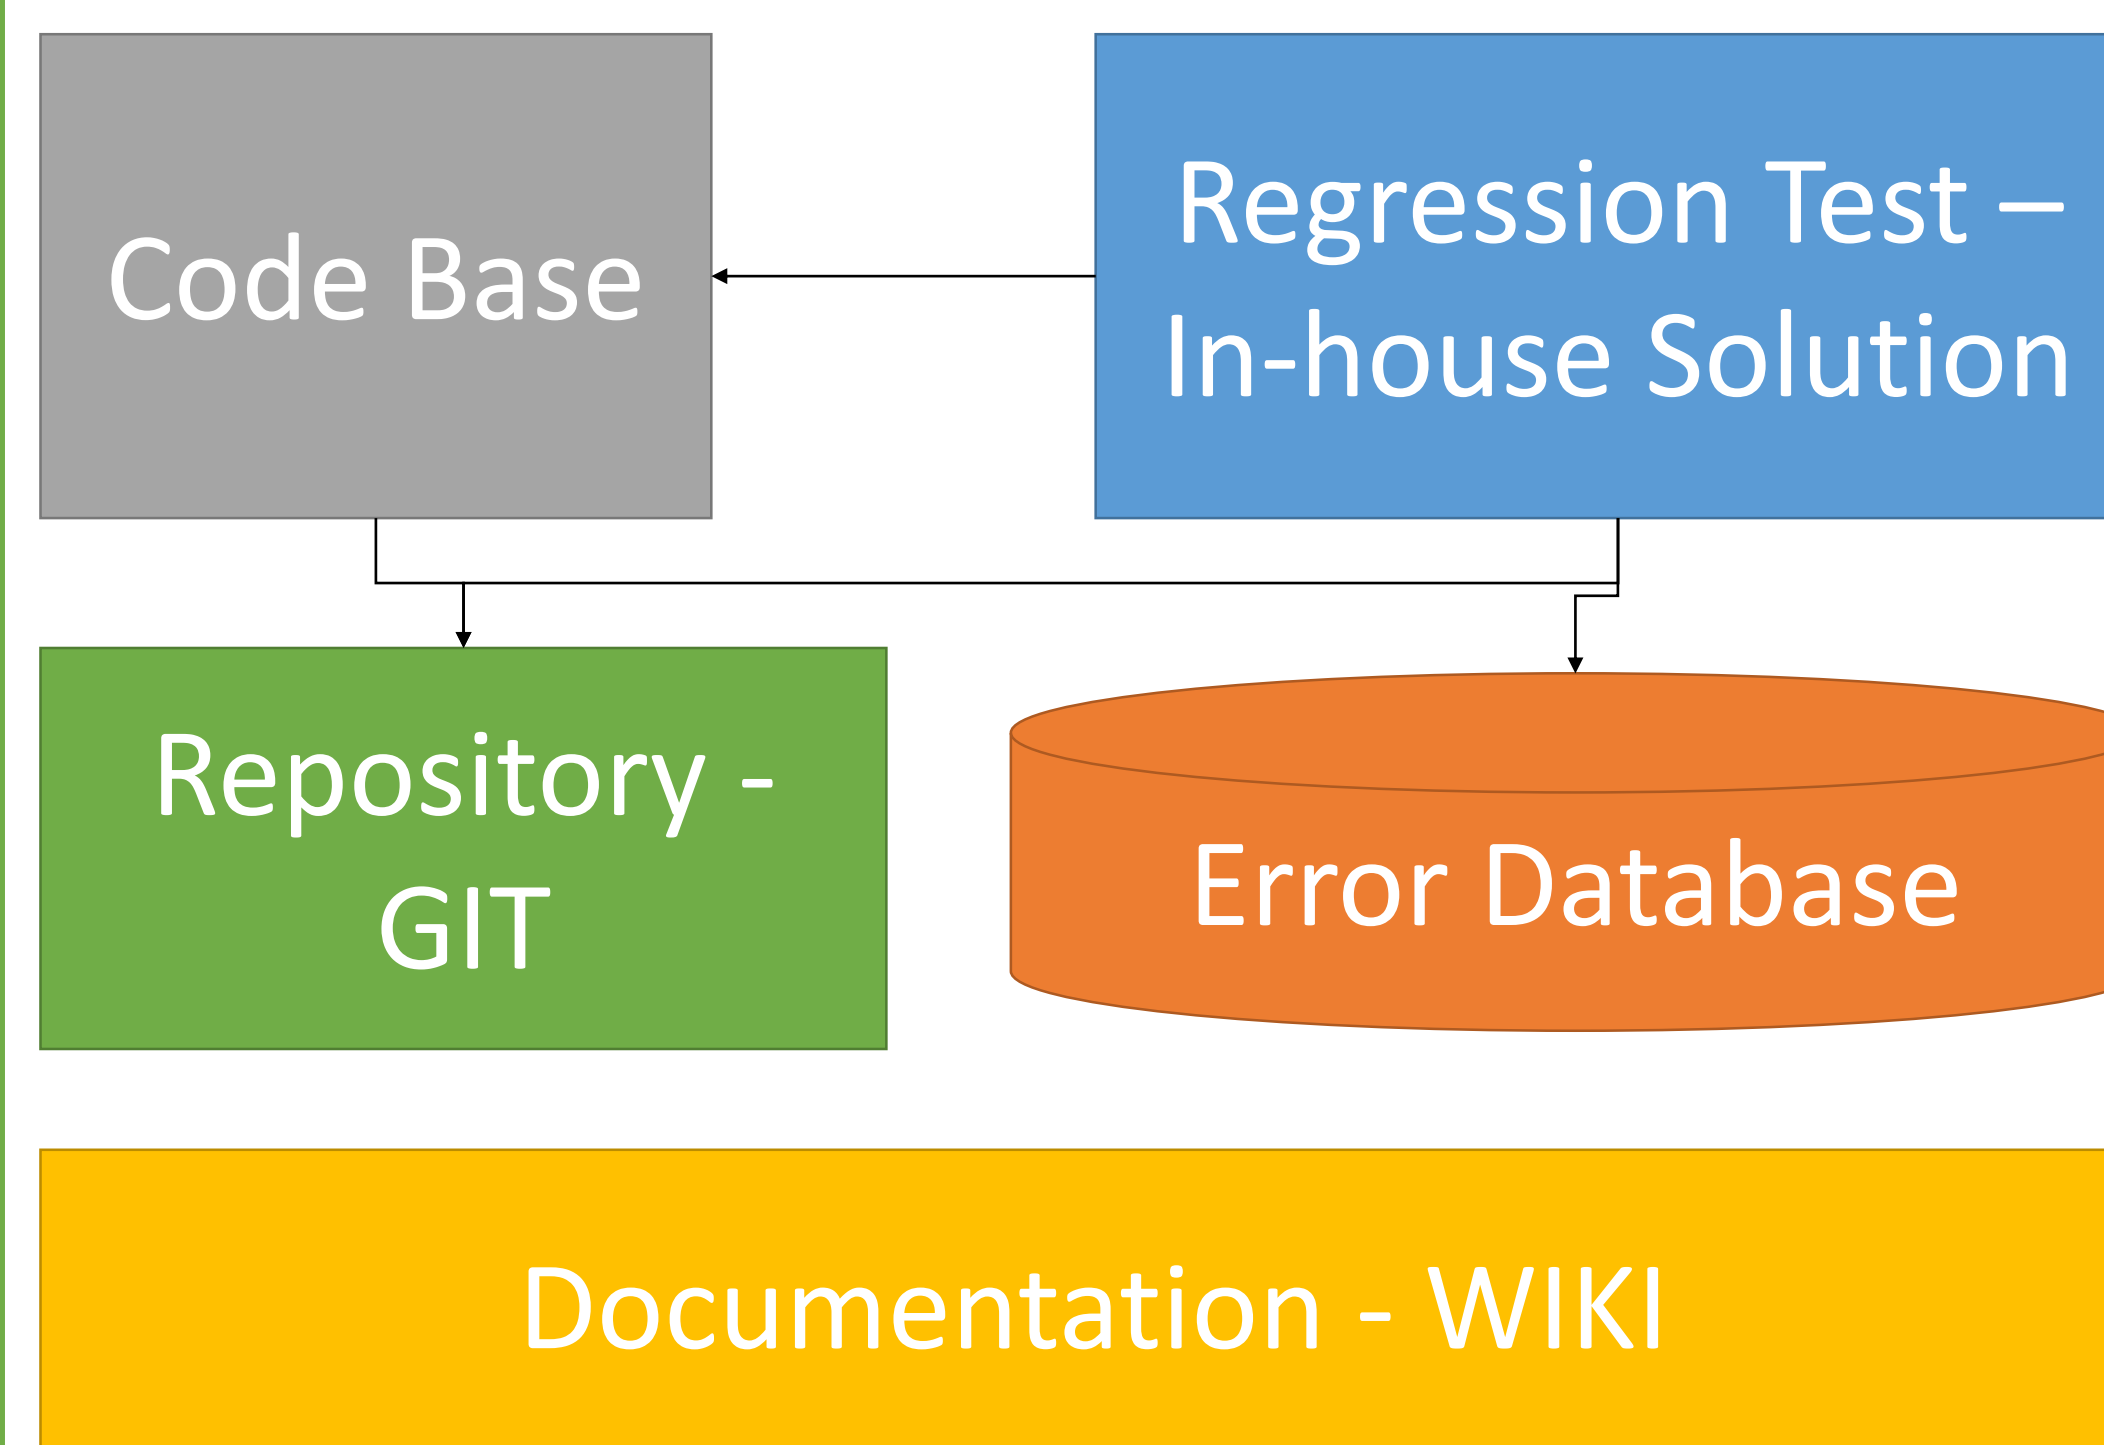 Code Base
Regression Test –
In-house Solution
Repository -
GIT
Error Database
Documentation - WIKI